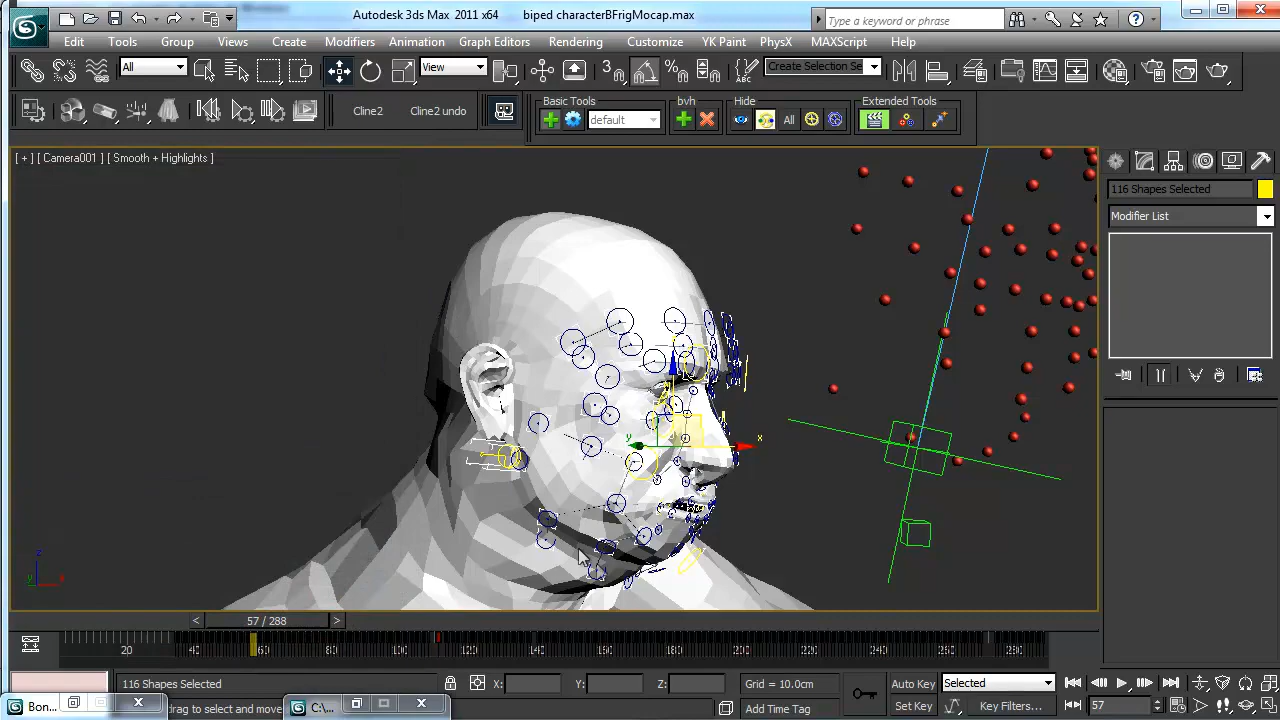 Autodesk 3ds Max 2011 x64 biped characterBFrigMocap.max
Type a keyword or phrase
Edit Tools Group Views Create Modifiers Animation Graph Editors Rendering Customize YK Paint PhysX MAXScript Help
All
View
Create Selection Se
Cline2 Cline2 undo
Basic Tools bvh Hide Extended Tools
default All
[ + ] [ Camera001 ] [ Smooth + Highlights ]
116 Shapes Selected
Modifier List
x
y
z
x
y
< 57 / 288 >
20 40 60 80 100 120 140 160 180 200 220 240 260 280
116 Shapes Selected X: Y: Z: Grid = 10.0cm Auto Key Selected
drag to select and move Add Time Tag Set Key Key Filters... 57
Bon...
C:\...